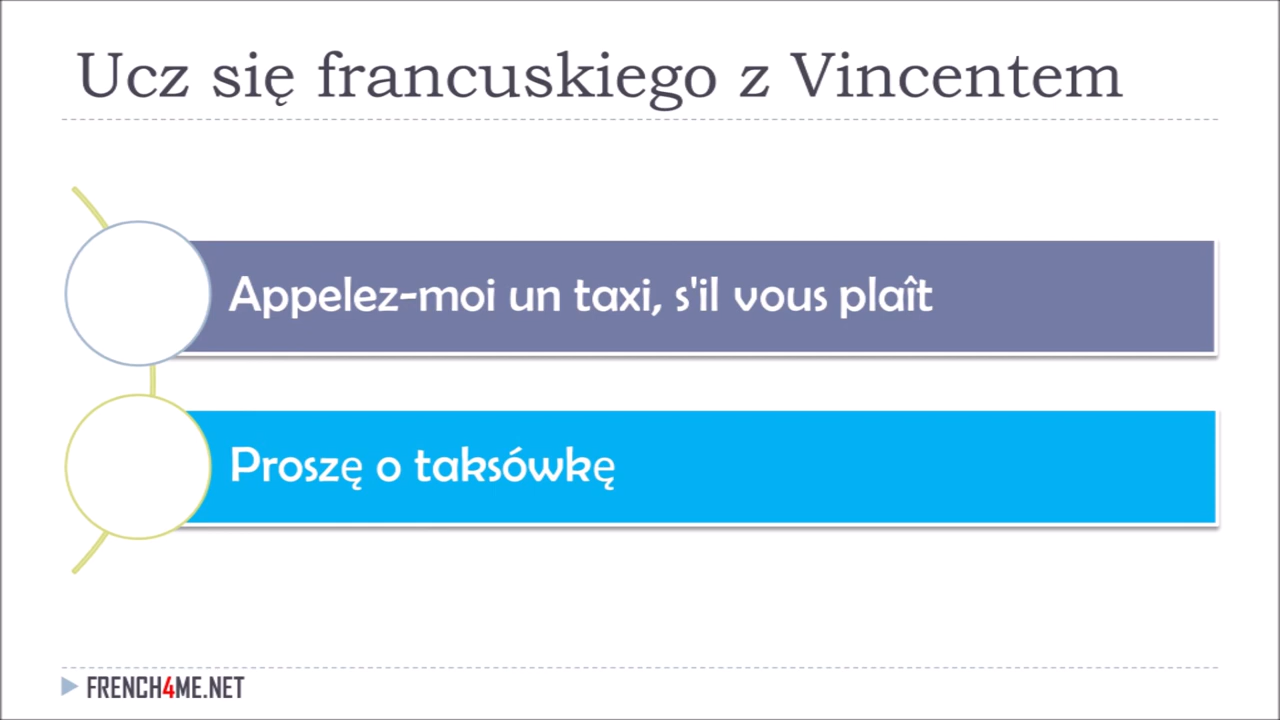 Ucz się francuskiego z Vincentem
Appelez-moi un taxi, s'il vous plaît
Proszę o taksówkę
FRENCH4ME.NET